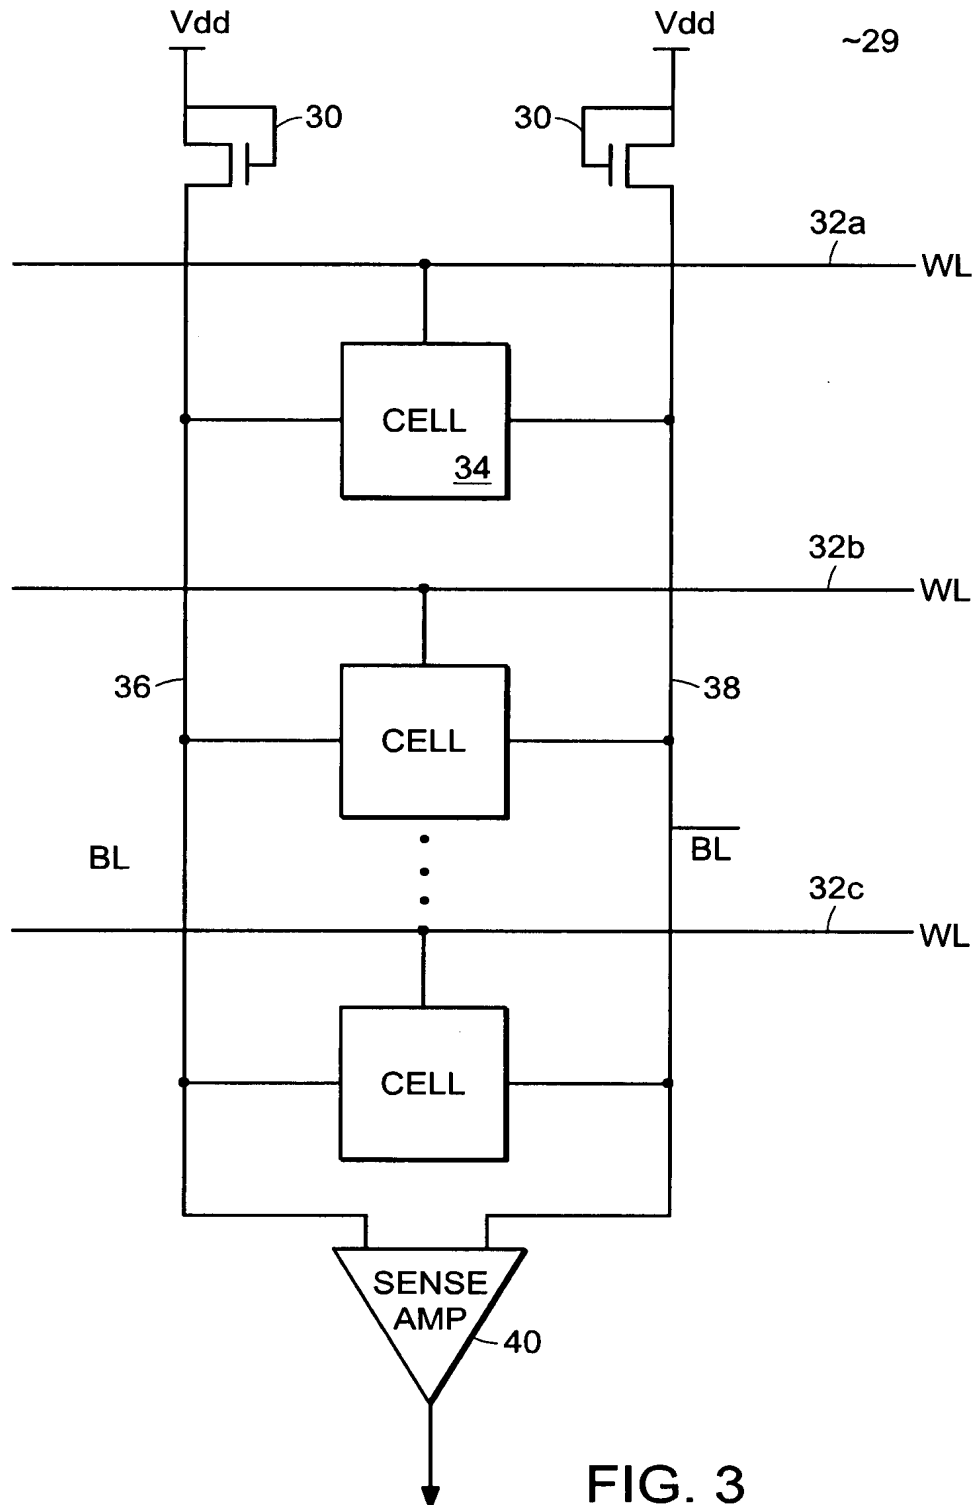 Vdd
Vdd
~29
30
30
32a
WL
CELL
34
32b
WL
36
38
CELL
BL
B̅L̅
32c
WL
CELL
SENSE
AMP
40
FIG. 3